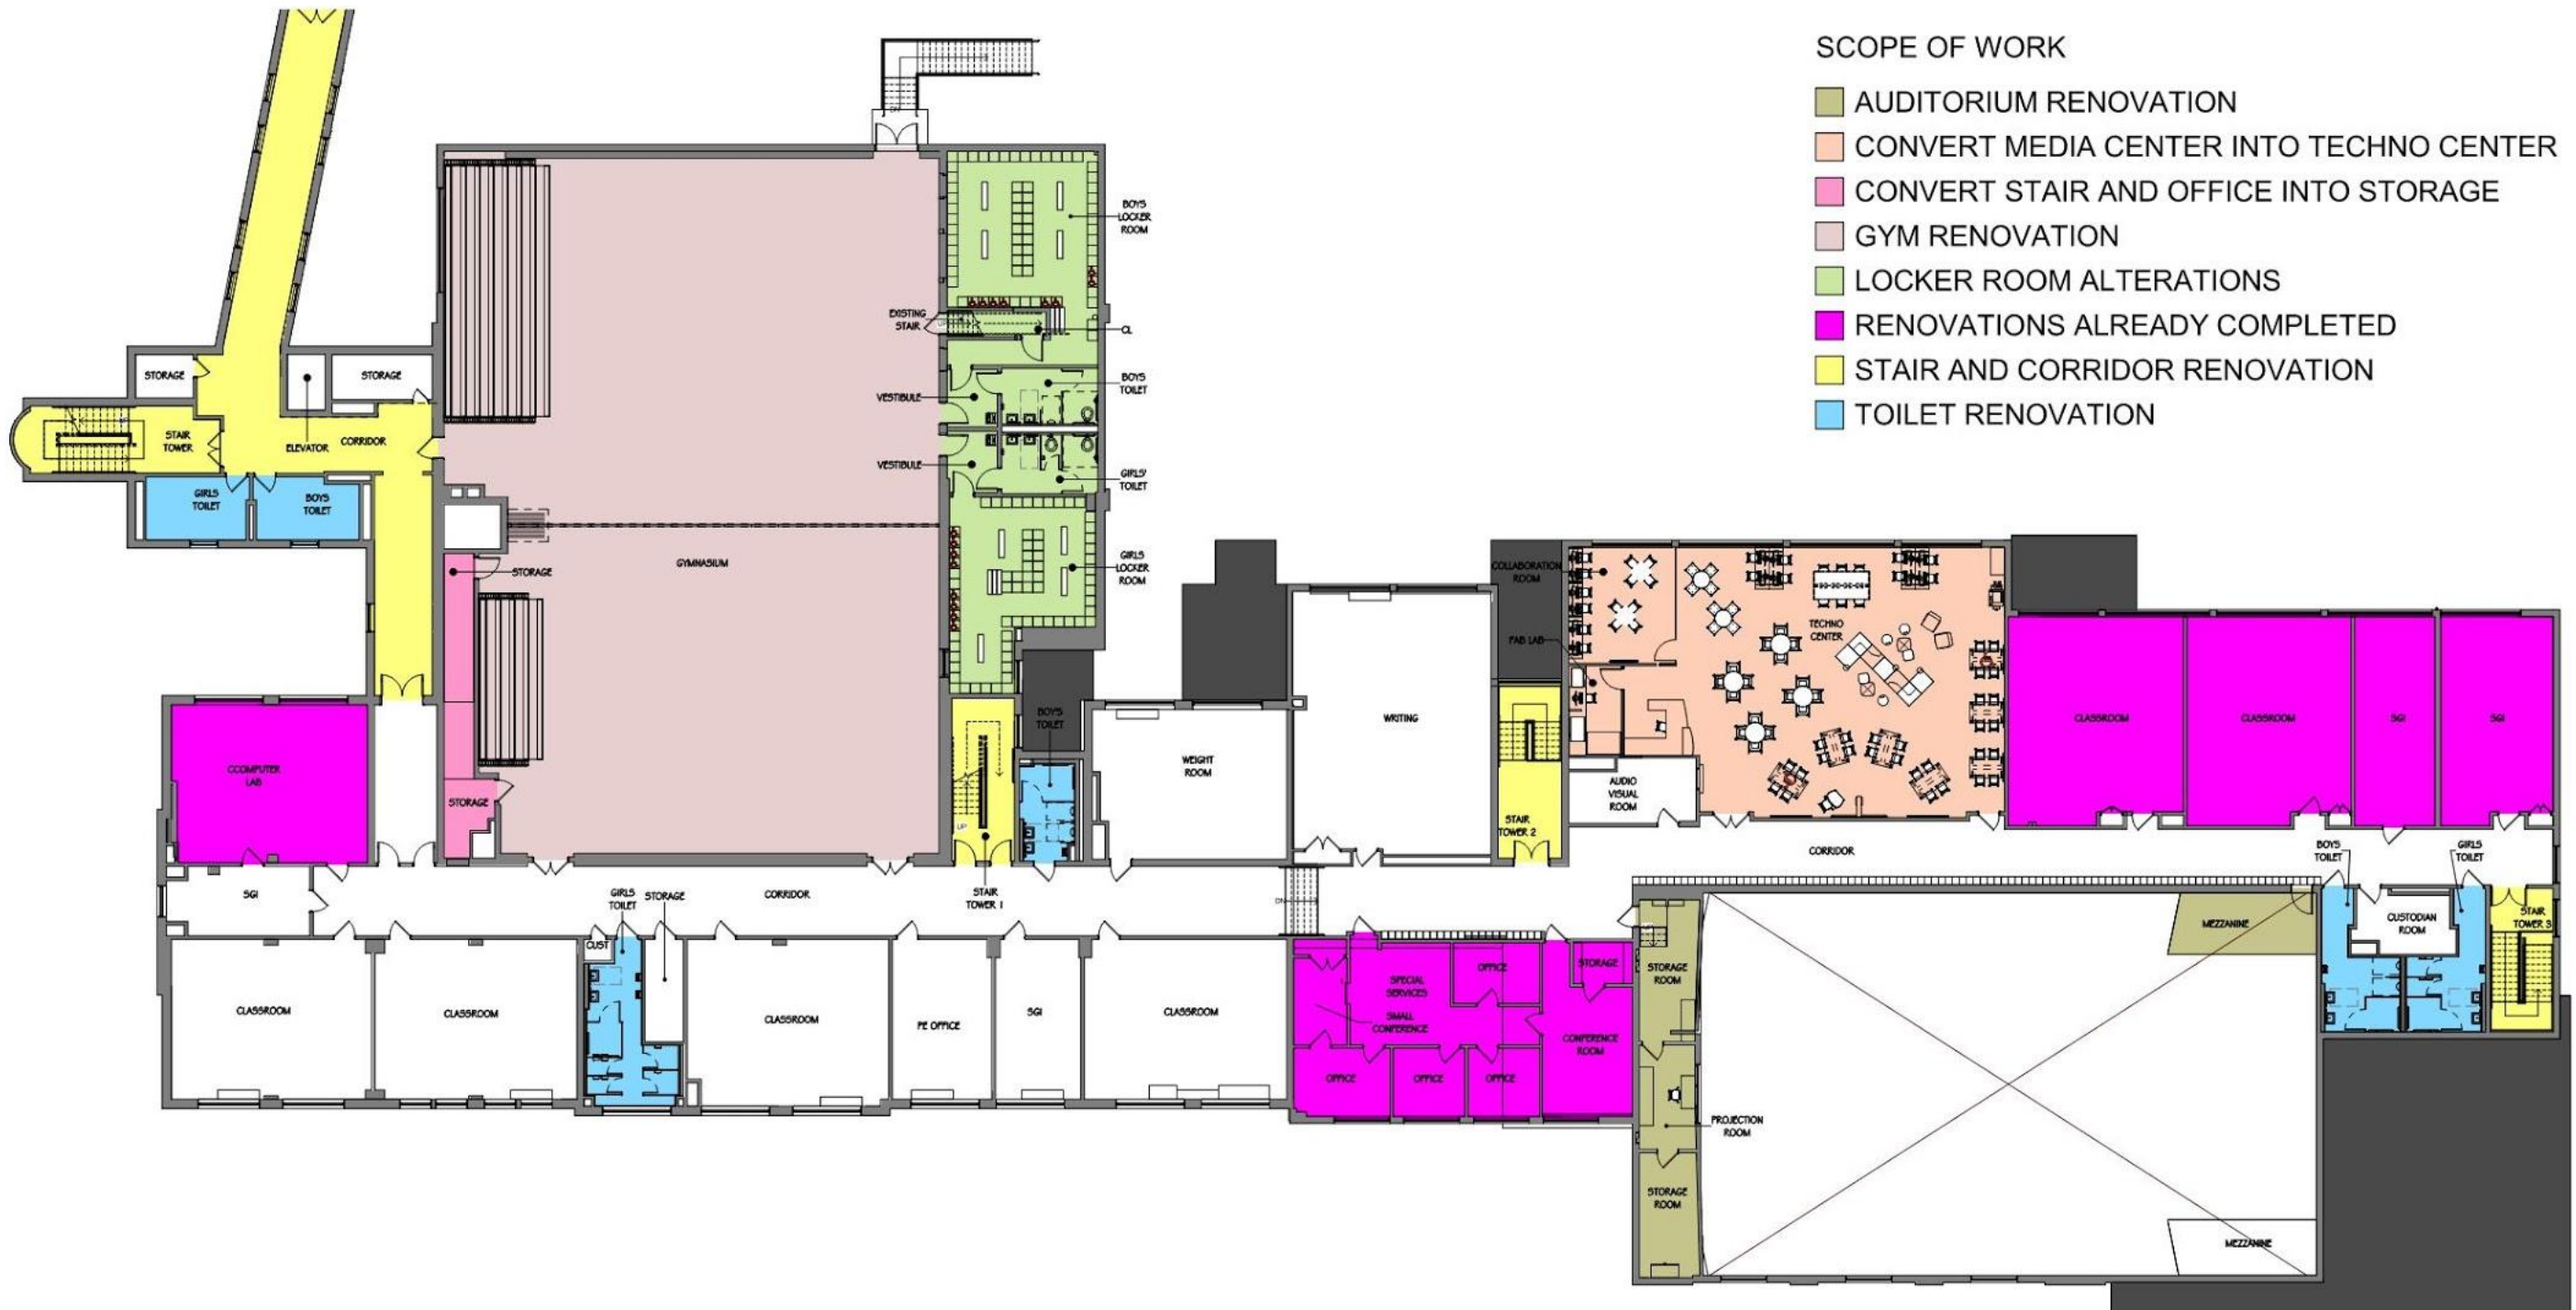 SCOPE OF WORK
AUDITORIUM RENOVATION
CONVERT MEDIA CENTER INTO TECHNO CENTER
CONVERT STAIR AND OFFICE INTO STORAGE
GYM RENOVATION
LOCKER ROOM ALTERATIONS
RENOVATIONS ALREADY COMPLETED
STAIR AND CORRIDOR RENOVATION
TOILET RENOVATION
DN
BOYS
LOCKER
ROOM
EXISTING
STAIR
UP
CL
STORAGE
STORAGE
BOYS
TOILET
VESTIBULE
STAIR
TOWER
ELEVATOR
CORRIDOR
VESTIBULE
GIRLS'
TOILET
GIRLS
TOILET
BOYS
TOILET
STORAGE
GYMNASIUM
GIRLS
LOCKER
ROOM
COLLABORATION
ROOM
FAB LAB
TECHNO
CENTER
BOYS
TOILET
WRITING
CLASSROOM
CLASSROOM
SGI
SGI
CCOMPUTER
LAB
WEIGHT
ROOM
STORAGE
AUDIO
VISUAL
ROOM
UP
STAIR
TOWER 2
CORRIDOR
BOYS
TOILET
GIRLS
TOILET
SGI
GIRLS
TOILET
STORAGE
CORRIDOR
STAIR
TOWER 1
DN
MEZZANINE
CUSTODIAN
ROOM
STAIR
TOWER 3
CUST
CLASSROOM
CLASSROOM
CLASSROOM
PE OFFICE
SGI
CLASSROOM
SPECIAL
SERVICES
OFFICE
STORAGE
STORAGE
ROOM
SMALL
CONFERENCE
CONFERENCE
ROOM
OFFICE
OFFICE
OFFICE
PROJECTION
ROOM
STORAGE
ROOM
MEZZANINE